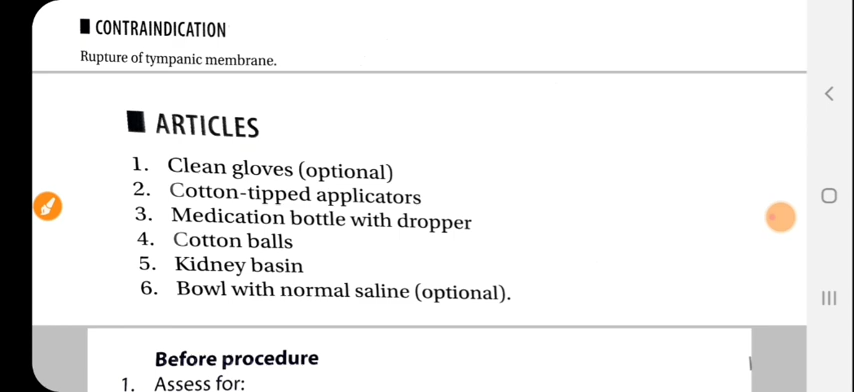 CONTRAINDICATION
Rupture of tympanic membrane.
ARTICLES
1. Clean gloves (optional)
2. Cotton-tipped applicators
3. Medication bottle with dropper
4. Cotton balls
5. Kidney basin
6. Bowl with normal saline (optional).
Before procedure
1. Assess for: